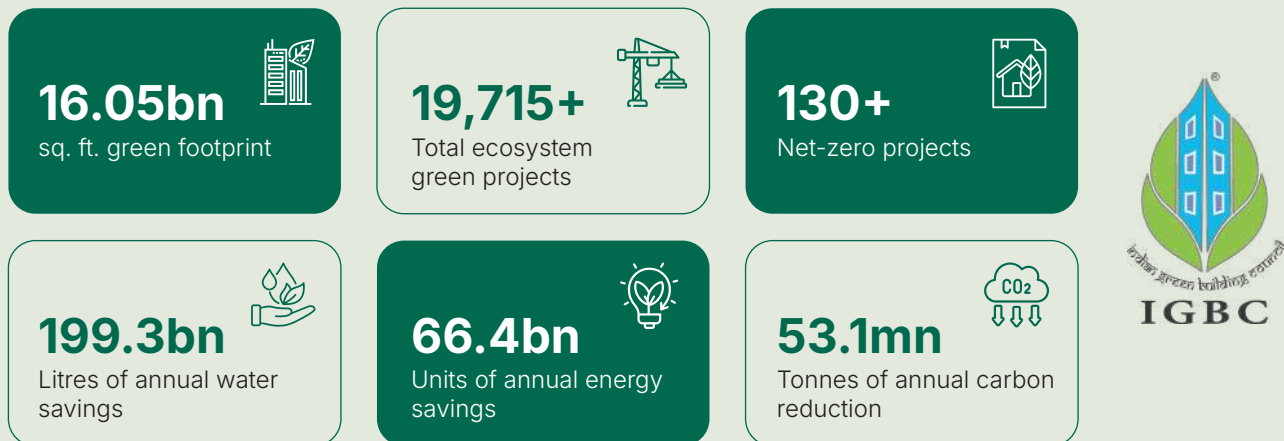 16.05bn
sq. ft. green footprint
19,715+
Total ecosystem
green projects
130+
Net-zero projects
199.3bn
Litres of annual water
savings
66.4bn
Units of annual energy
savings
CO₂
53.1mn
Tonnes of annual carbon
reduction
®
indian green building council
IGBC